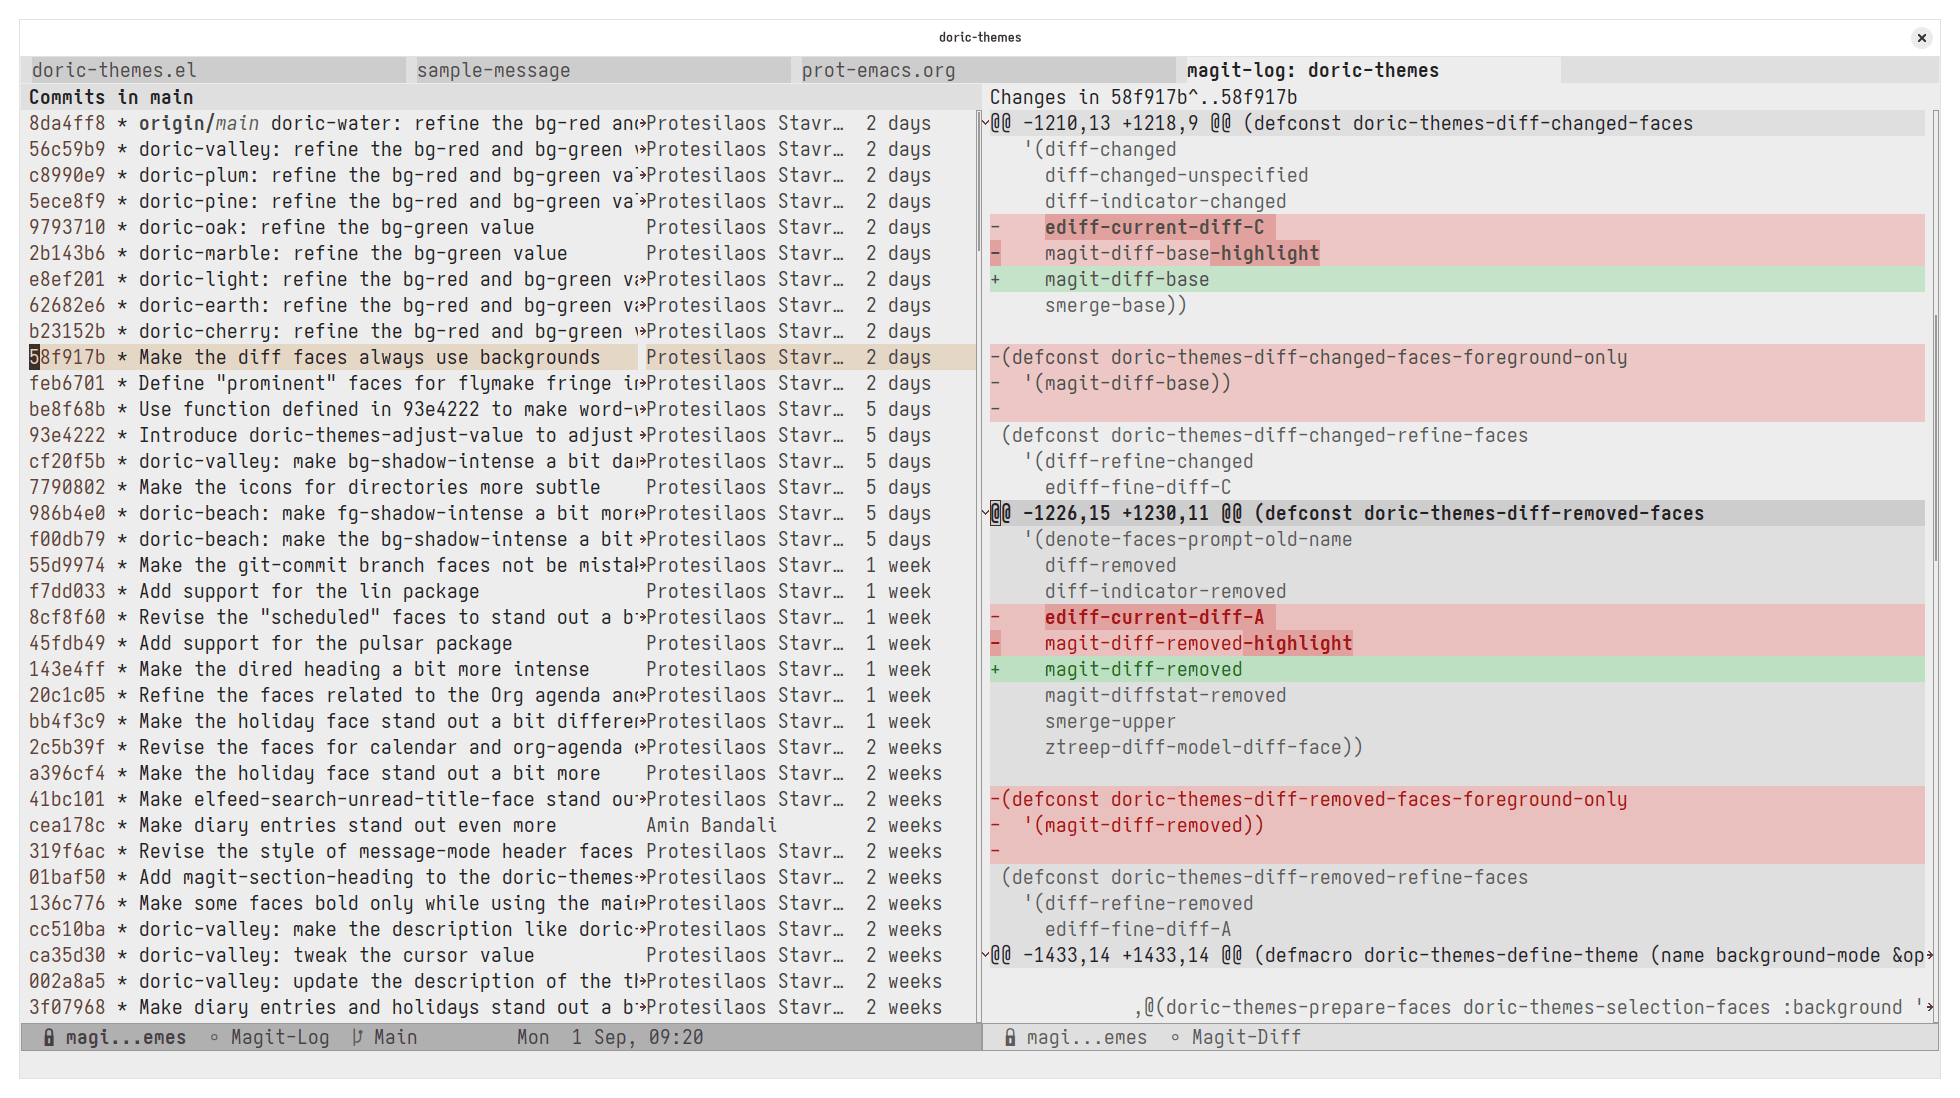 doric-themes
doric-themes.el sample-message prot-emacs.org magit-log: doric-themes
Commits in main
8da4ff8 * origin/main doric-water: refine the bg-red an Protesilaos Stavr… 2 days
56c59b9 * doric-valley: refine the bg-red and bg-green Protesilaos Stavr… 2 days
c8990e9 * doric-plum: refine the bg-red and bg-green va Protesilaos Stavr… 2 days
5ece8f9 * doric-pine: refine the bg-red and bg-green va Protesilaos Stavr… 2 days
9793710 * doric-oak: refine the bg-green value Protesilaos Stavr… 2 days
2b143b6 * doric-marble: refine the bg-green value Protesilaos Stavr… 2 days
e8ef201 * doric-light: refine the bg-red and bg-green v Protesilaos Stavr… 2 days
62682e6 * doric-earth: refine the bg-red and bg-green v Protesilaos Stavr… 2 days
b23152b * doric-cherry: refine the bg-red and bg-green Protesilaos Stavr… 2 days
58f917b * Make the diff faces always use backgrounds Protesilaos Stavr… 2 days
feb6701 * Define "prominent" faces for flymake fringe i Protesilaos Stavr… 2 days
be8f68b * Use function defined in 93e4222 to make word- Protesilaos Stavr… 5 days
93e4222 * Introduce doric-themes-adjust-value to adjust Protesilaos Stavr… 5 days
cf20f5b * doric-valley: make bg-shadow-intense a bit da Protesilaos Stavr… 5 days
7790802 * Make the icons for directories more subtle Protesilaos Stavr… 5 days
986b4e0 * doric-beach: make fg-shadow-intense a bit mor Protesilaos Stavr… 5 days
f00db79 * doric-beach: make the bg-shadow-intense a bit Protesilaos Stavr… 5 days
55d9974 * Make the git-commit branch faces not be mista Protesilaos Stavr… 1 week
f7dd033 * Add support for the lin package Protesilaos Stavr… 1 week
8cf8f60 * Revise the "scheduled" faces to stand out a b Protesilaos Stavr… 1 week
45fdb49 * Add support for the pulsar package Protesilaos Stavr… 1 week
143e4ff * Make the dired heading a bit more intense Protesilaos Stavr… 1 week
20c1c05 * Refine the faces related to the Org agenda an Protesilaos Stavr… 1 week
bb4f3c9 * Make the holiday face stand out a bit differe Protesilaos Stavr… 1 week
2c5b39f * Revise the faces for calendar and org-agenda Protesilaos Stavr… 2 weeks
a396cf4 * Make the holiday face stand out a bit more Protesilaos Stavr… 2 weeks
41bc101 * Make elfeed-search-unread-title-face stand ou Protesilaos Stavr… 2 weeks
cea178c * Make diary entries stand out even more Amin Bandali 2 weeks
319f6ac * Revise the style of message-mode header faces Protesilaos Stavr… 2 weeks
01baf50 * Add magit-section-heading to the doric-themes Protesilaos Stavr… 2 weeks
136c776 * Make some faces bold only while using the mai Protesilaos Stavr… 2 weeks
cc510ba * doric-valley: make the description like doric- Protesilaos Stavr… 2 weeks
ca35d30 * doric-valley: tweak the cursor value Protesilaos Stavr… 2 weeks
002a8a5 * doric-valley: update the description of the t Protesilaos Stavr… 2 weeks
3f07968 * Make diary entries and holidays stand out a b Protesilaos Stavr… 2 weeks
magi...emes ◦ Magit-Log Main Mon 1 Sep, 09:20
Changes in 58f917b^..58f917b
@@ -1210,13 +1218,9 @@ (defconst doric-themes-diff-changed-faces
'(diff-changed
diff-changed-unspecified
diff-indicator-changed
- ediff-current-diff-C
- magit-diff-base-highlight
+ magit-diff-base
smerge-base))
-(defconst doric-themes-diff-changed-faces-foreground-only
- '(magit-diff-base))
-
(defconst doric-themes-diff-changed-refine-faces
'(diff-refine-changed
ediff-fine-diff-C
@@ -1226,15 +1230,11 @@ (defconst doric-themes-diff-removed-faces
'(denote-faces-prompt-old-name
diff-removed
diff-indicator-removed
- ediff-current-diff-A
- magit-diff-removed-highlight
+ magit-diff-removed
magit-diffstat-removed
smerge-upper
ztreep-diff-model-diff-face))
-(defconst doric-themes-diff-removed-faces-foreground-only
- '(magit-diff-removed))
-
(defconst doric-themes-diff-removed-refine-faces
'(diff-refine-removed
ediff-fine-diff-A
@@ -1433,14 +1433,14 @@ (defmacro doric-themes-define-theme (name background-mode &op
,@(doric-themes-prepare-faces doric-themes-selection-faces :background '
magi...emes ◦ Magit-Diff